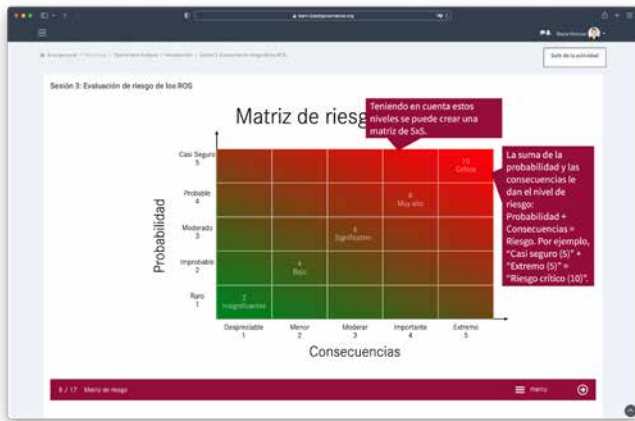 Salir de la actividad
Sesión 3: Evaluación de riesgo de los ROS
Matriz de riesg
Teniendo en cuenta estos
niveles se puede crear una
matriz de 5x5.
La suma de la
probabilidad y las
consecuencias le
dan el nivel de
riesgo:
Probabilidad +
Consecuencias =
Riesgo. Por ejemplo,
"Casi seguro (5)" +
"Extremo (5)" =
"Riesgo crítico (10)".
Probabilidad
Casi Seguro
5
10
Crítico
Probable
4
8
Muy alto
Moderado
3
6
Significativo
Improbable
2
4
Bajo
Raro
1
2
Insignificantes
Despreciable
1
Menor
2
Moderar
3
Importante
4
Extremo
5
Consecuencias
9 / 17 Matriz de riesgo
menu